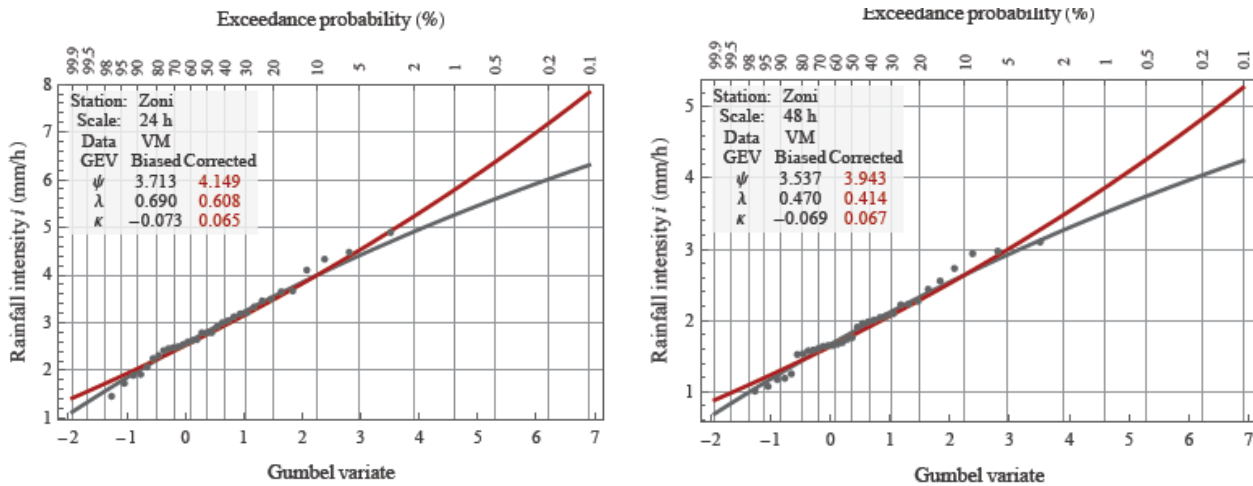 Exceedance probability (%)
99.9 99.5 98 95 90 80 70 60 50 40 30 20 10 5 2 1 0.5 0.2 0.1
8
7
6
5
4
3
2
1
Rainfall intensity i (mm/h)
Station: Zoni
Scale: 24 h
Data VM
GEV Biased Corrected
ψ 3.713 4.149
λ 0.690 0.608
κ −0.073 0.065
−2 −1 0 1 2 3 4 5 6 7
Gumbel variate
Exceedance probability (%)
99.9 99.5 98 95 90 80 70 60 50 40 30 20 10 5 2 1 0.5 0.2 0.1
5
4
3
2
1
Rainfall intensity i (mm/h)
Station: Zoni
Scale: 48 h
Data VM
GEV Biased Corrected
ψ 3.537 3.943
λ 0.470 0.414
κ −0.069 0.067
−2 −1 0 1 2 3 4 5 6 7
Gumbel variate